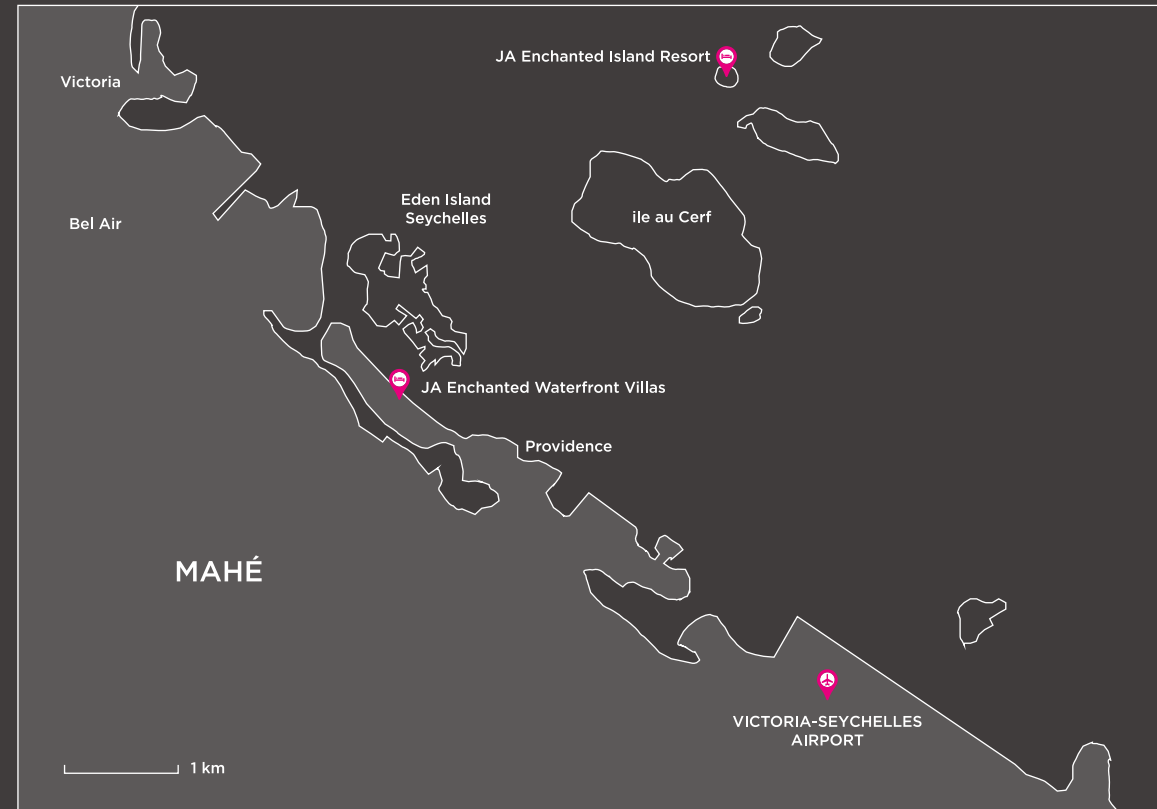 JA Enchanted Island Resort
Victoria
Eden Island
Seychelles
ile au Cerf
Bel Air
JA Enchanted Waterfront Villas
Providence
MAHÉ
VICTORIA-SEYCHELLES
AIRPORT
1 km